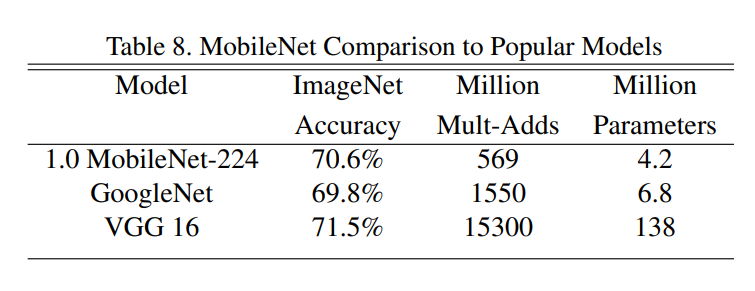 Table 8. MobileNet Comparison to Popular Models
Model ImageNet Million Million
Accuracy Mult-Adds Parameters
1.0 MobileNet-224 70.6% 569 4.2
GoogleNet 69.8% 1550 6.8
VGG 16 71.5% 15300 138